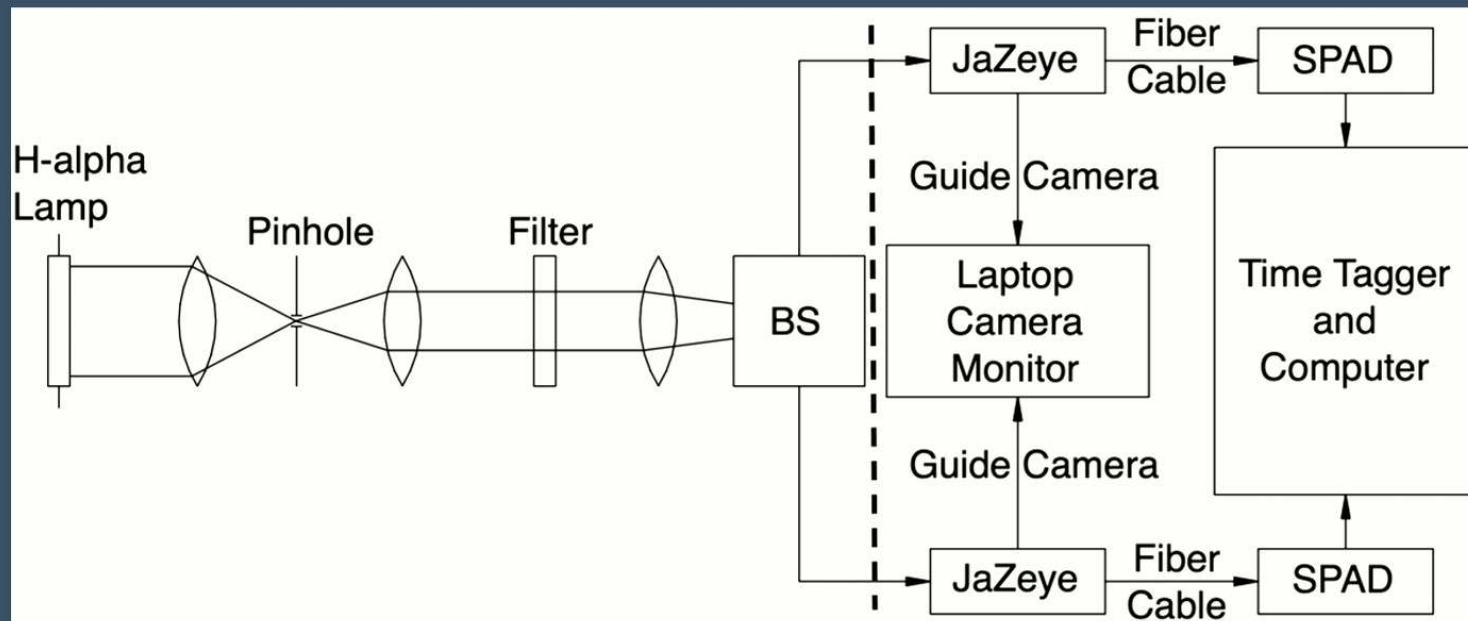 H-alpha
Lamp
Pinhole
Filter
BS
JaZeye
Fiber
Cable
SPAD
Guide Camera
Laptop
Camera
Monitor
Time Tagger
and
Computer
Guide Camera
JaZeye
Fiber
Cable
SPAD